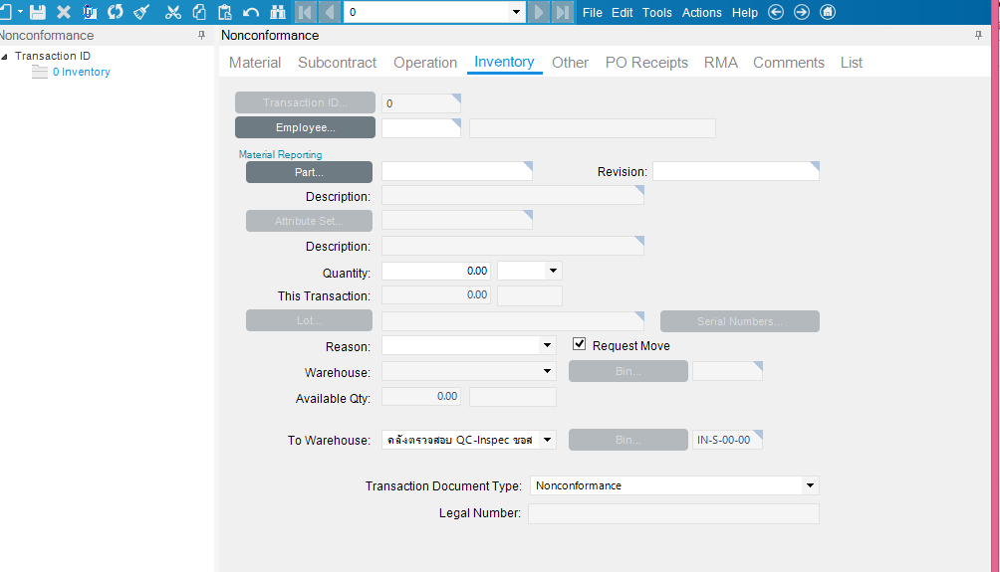 0 File Edit Tools Actions Help
Nonconformance
Transaction ID
0 Inventory
Nonconformance
Material Subcontract Operation Inventory Other PO Receipts RMA Comments List
Transaction ID... 0
Employee...
Material Reporting
Part... Revision:
Description:
Attribute Set...
Description:
Quantity: 0.00
This Transaction: 0.00
Lot... Serial Numbers...
Reason: Request Move
Warehouse: Bin...
Available Qty: 0.00
To Warehouse: คลังตรวจสอบ QC-Inspec ซอส Bin... IN-S-00-00
Transaction Document Type: Nonconformance
Legal Number: